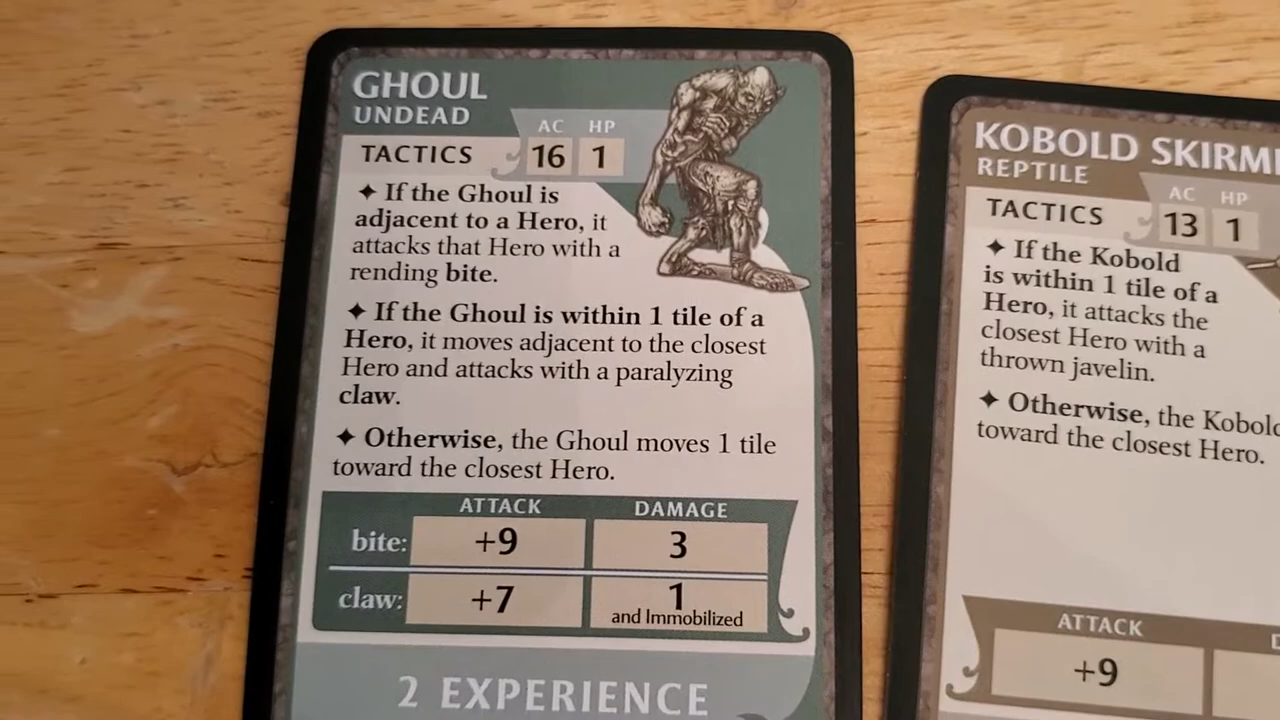 GHOUL
UNDEAD
AC HP
TACTICS 16 1
✦ If the Ghoul is
adjacent to a Hero, it
attacks that Hero with a
rending bite.
✦ If the Ghoul is within 1 tile of a
Hero, it moves adjacent to the closest
Hero and attacks with a paralyzing
claw.
✦ Otherwise, the Ghoul moves 1 tile
toward the closest Hero.
ATTACK DAMAGE
bite: +9 3
claw: +7 1
and Immobilized
2 EXPERIENCE
KOBOLD
REPTILE
AC HP
TACTICS 13 1
✦ If the Kobold
is within 1 tile of a
Hero, it attacks the
closest Hero with a
thrown javelin.
✦ Otherwise, the
toward the closest Hero.
ATTACK
+9